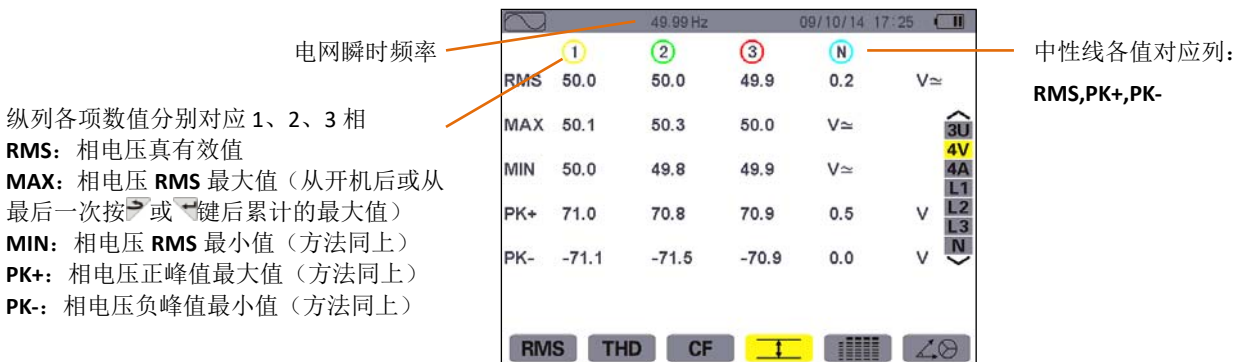 49.99 Hz 09/10/14 17:25
电网瞬时频率
1 2 3 N
中性线各值对应列：
RMS,PK+,PK-
纵列各项数值分别对应 1、2、3 相
RMS：相电压真有效值
MAX：相电压 RMS 最大值（从开机后或从
最后一次按或键后累计的最大值）
MIN：相电压 RMS 最小值（方法同上）
PK+：相电压正峰值最大值（方法同上）
PK-：相电压负峰值最小值（方法同上）
RMS 50.0 50.0 49.9 0.2 V≃
MAX 50.1 50.3 50.0 V≃
MIN 50.0 49.8 49.9 V≃
PK+ 71.0 70.8 70.9 0.5 V
PK- -71.1 -71.5 -70.9 0.0 V
3U
4V
4A
L1
L2
L3
N
RMS THD CF